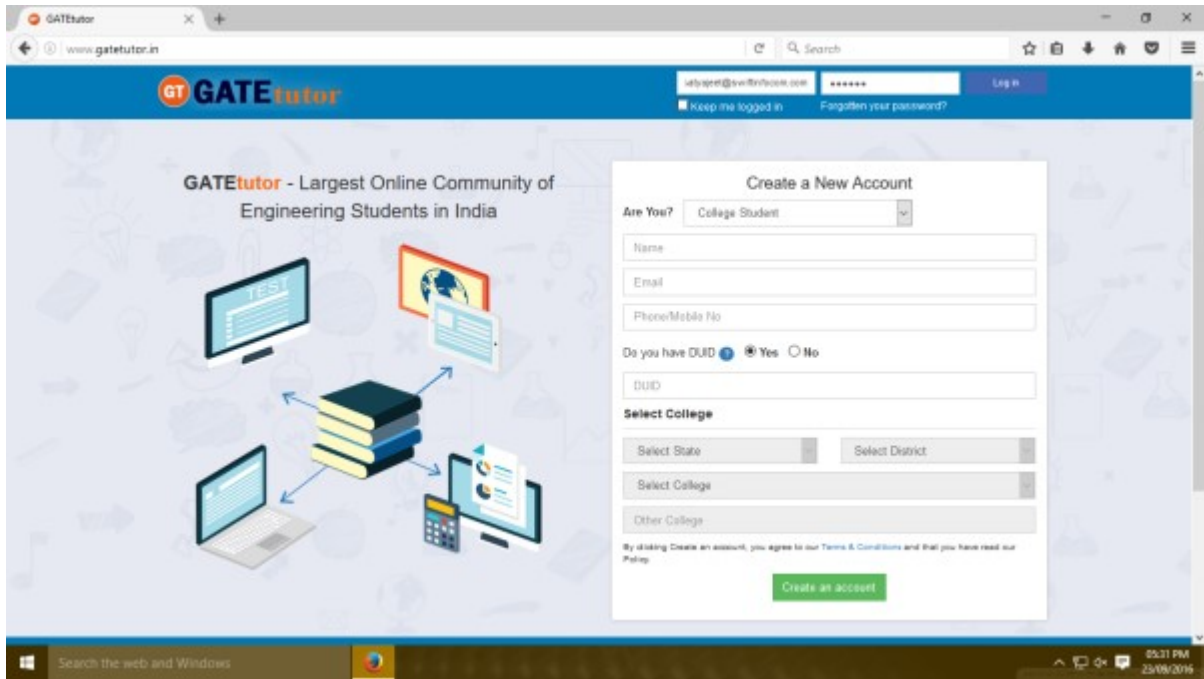 GATEtutor
www.gatetutor.in
Search
GT GATEtutor
Log in
Keep me logged in
Forgotten your password?
GATEtutor - Largest Online Community of
Engineering Students in India
TEST
Create a New Account
Are You? College Student
Name
Email
Phone/Mobile No
Do you have DUID ? Yes No
DUID
Select College
Select State Select District
Select College
Other College
By clicking Create an account, you agree to our Terms & Conditions and that you have read our
Policy.
Create an account
Search the web and Windows
05:31 PM
23/09/2016